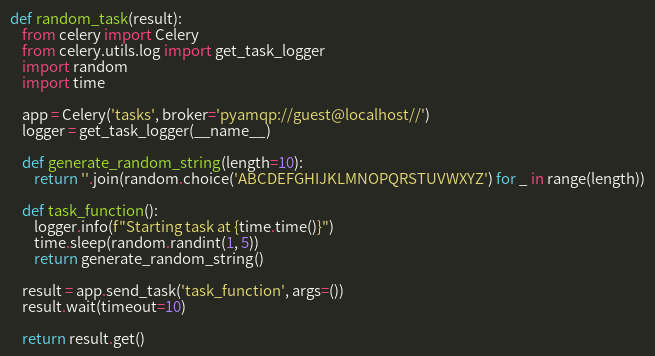 def random_task(result):
    from celery import Celery
    from celery.utils.log import get_task_logger
    import random
    import time

    app = Celery('tasks', broker='pyamqp://guest@localhost//')
    logger = get_task_logger(__name__)

    def generate_random_string(length=10):
        return ''.join(random.choice('ABCDEFGHIJKLMNOPQRSTUVWXYZ') for _ in range(length))

    def task_function():
        logger.info(f"Starting task at {time.time()}")
        time.sleep(random.randint(1, 5))
        return generate_random_string()

    result = app.send_task('task_function', args=())
    result.wait(timeout=10)

    return result.get()